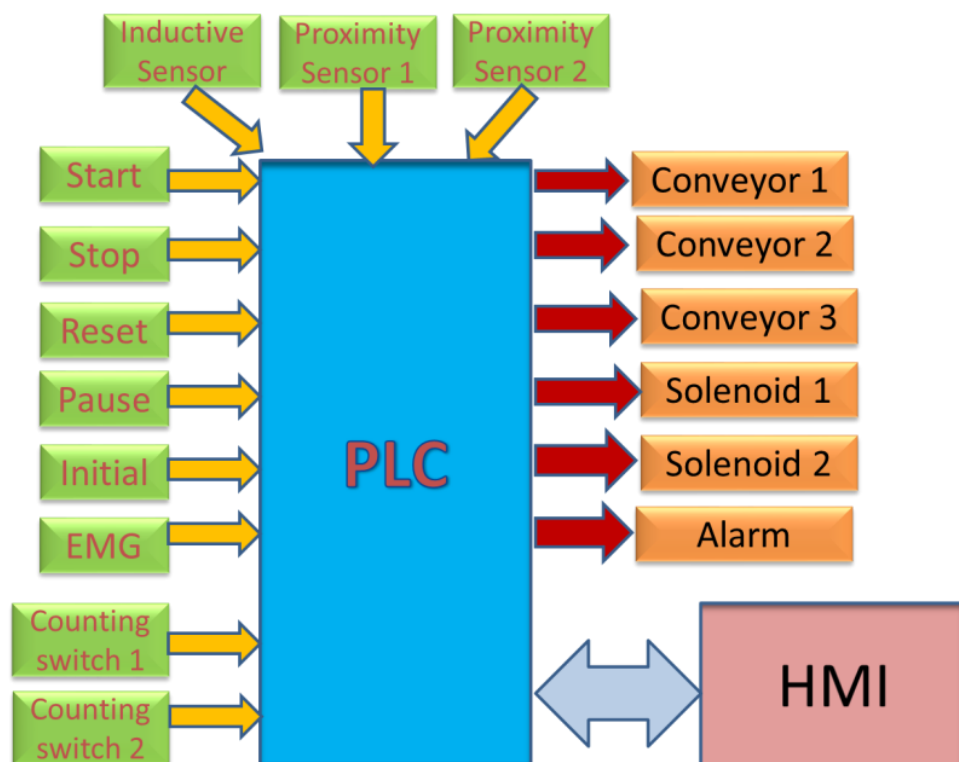 Inductive
Sensor
Proximity
Sensor 1
Proximity
Sensor 2
Start
Stop
Reset
Pause
Initial
EMG
Counting
switch 1
Counting
switch 2
PLC
Conveyor 1
Conveyor 2
Conveyor 3
Solenoid 1
Solenoid 2
Alarm
HMI